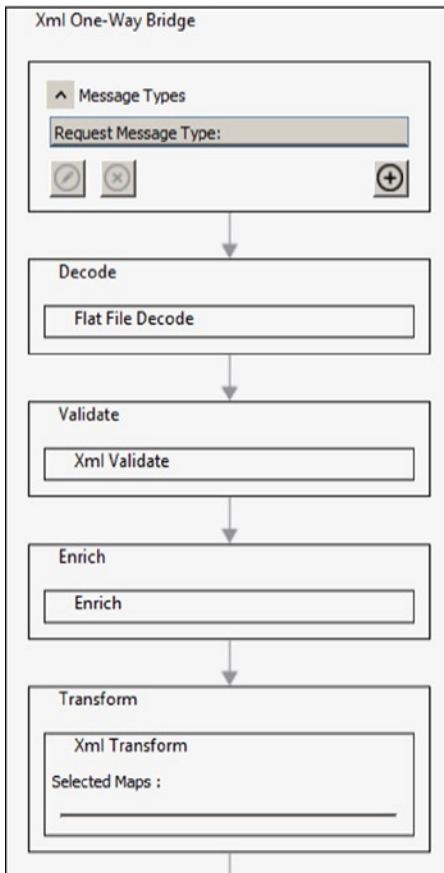 Xml One-Way Bridge
Message Types
Request Message Type:
Decode
Flat File Decode
Validate
Xml Validate
Enrich
Enrich
Transform
Xml Transform
Selected Maps :